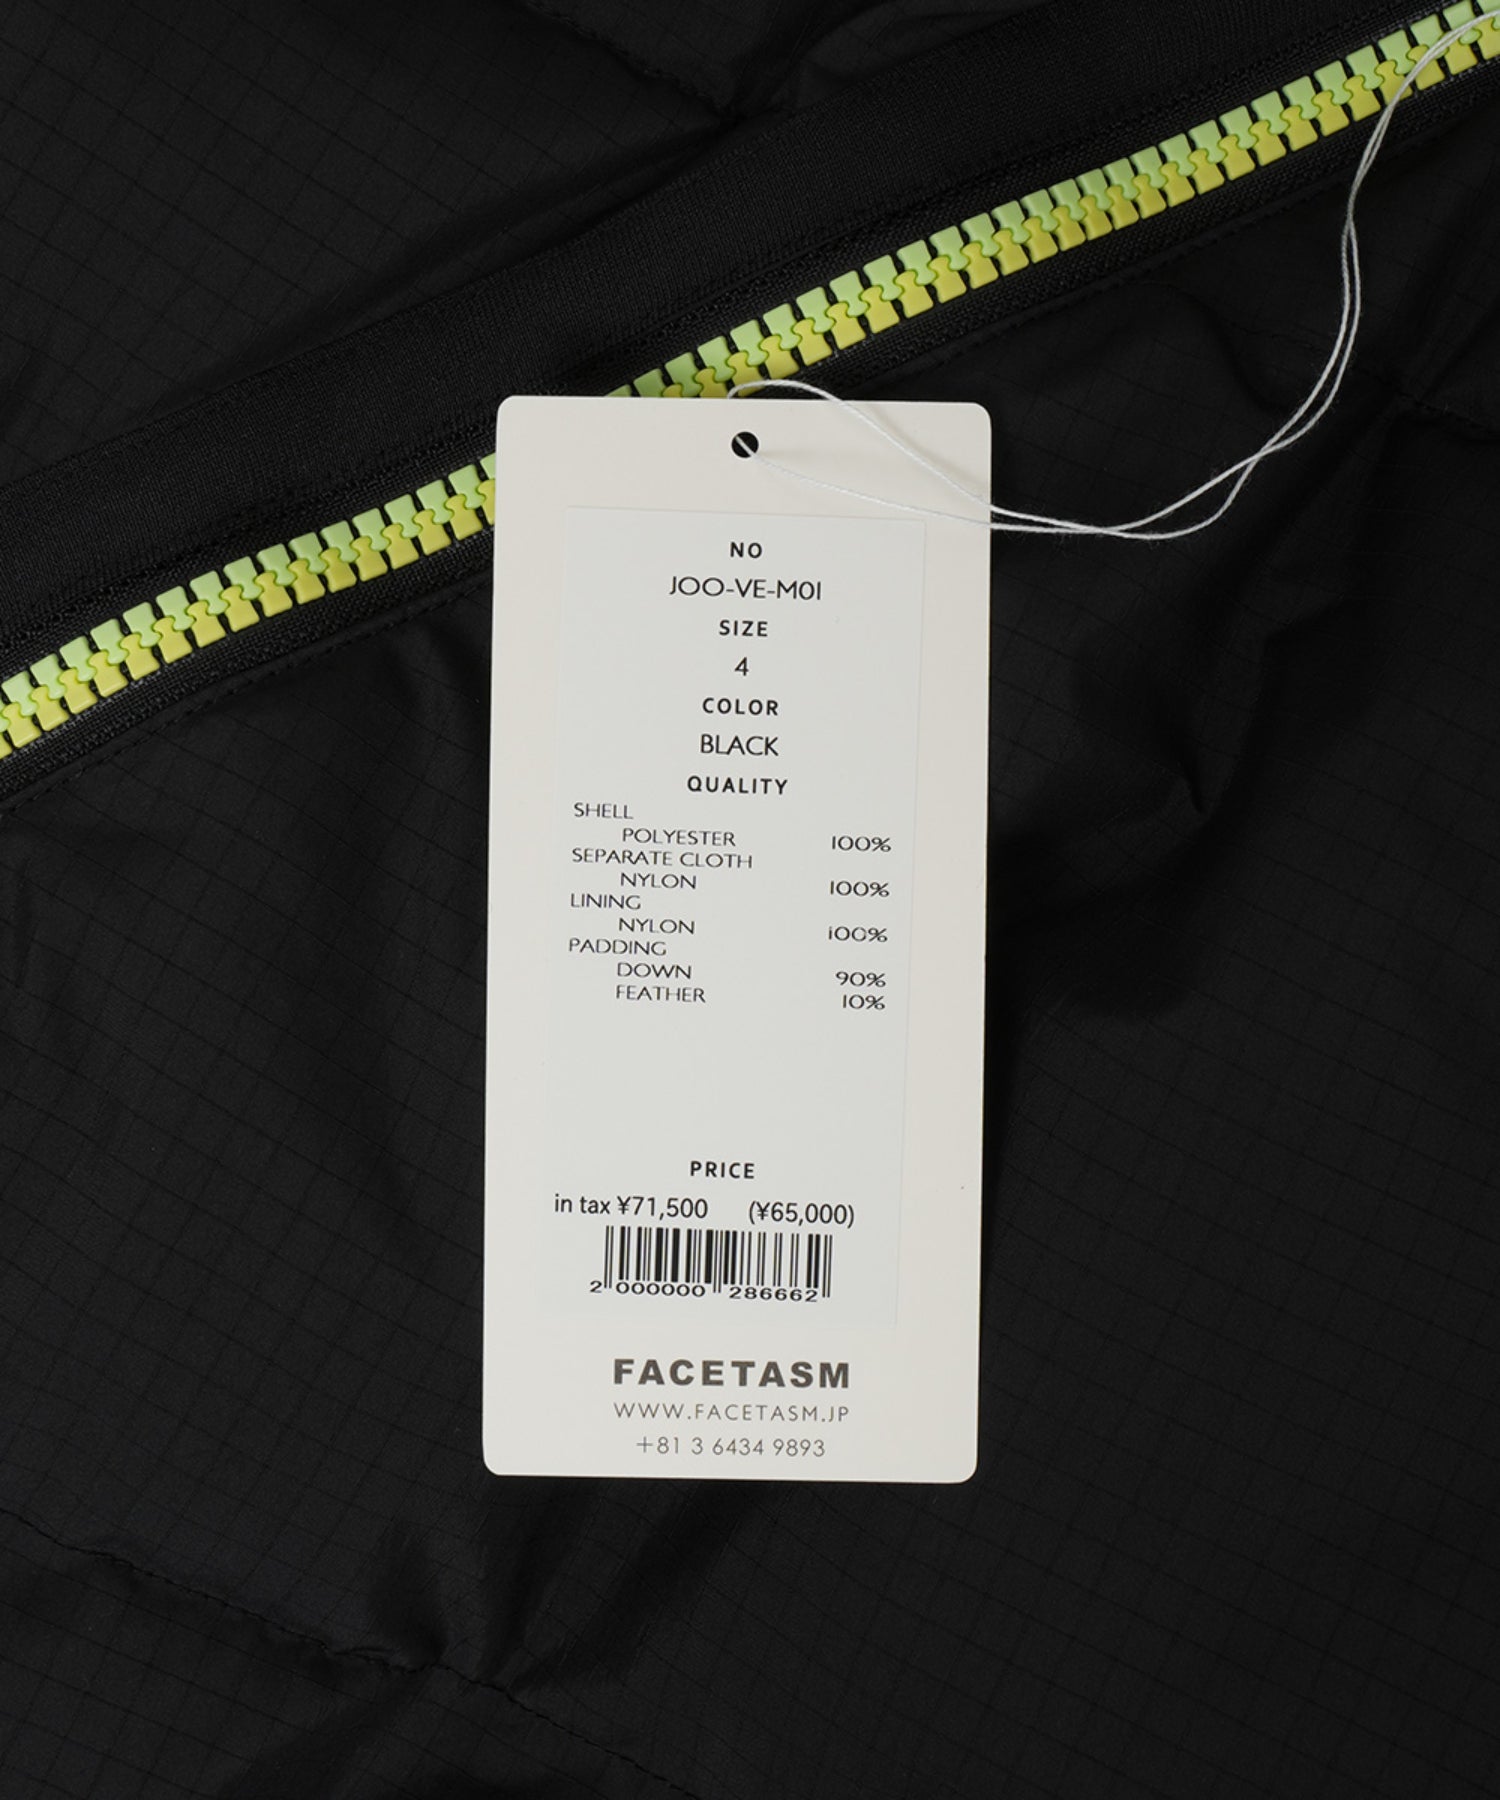 NO
JOO-VE-M01
SIZE
4
COLOR
BLACK
QUALITY
SHELL
POLYESTER 100%
SEPARATE CLOTH
NYLON 100%
LINING
NYLON 100%
PADDING
DOWN 90%
FEATHER 10%
PRICE
in tax ¥71,500 (¥65,000)
2 000000 286662
FACETASM
WWW.FACETASM.JP
+81 3 6434 9893